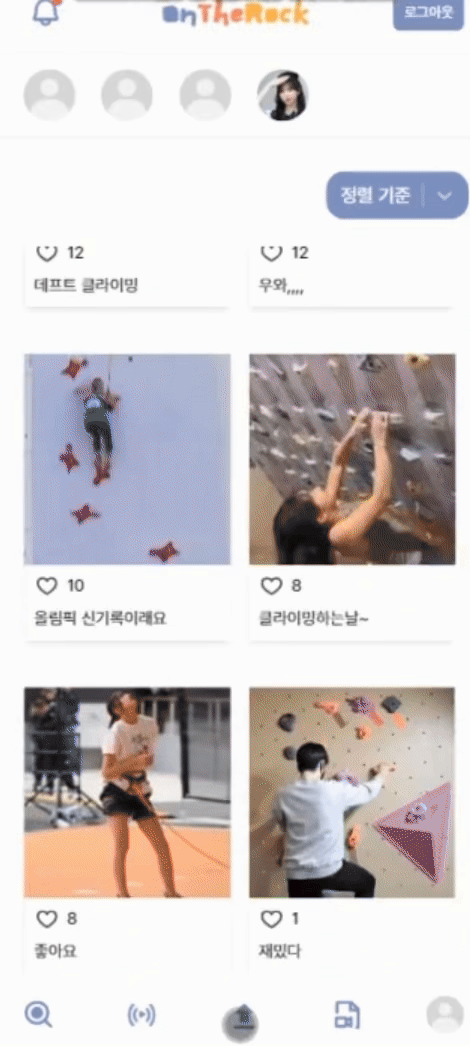 OnTheRock
로그아웃
정렬 기준
12
12
데프트 클라이밍
우와,,,,
10
8
올림픽 신기록이래요
클라이밍하는날~
8
1
좋아요
재밌다